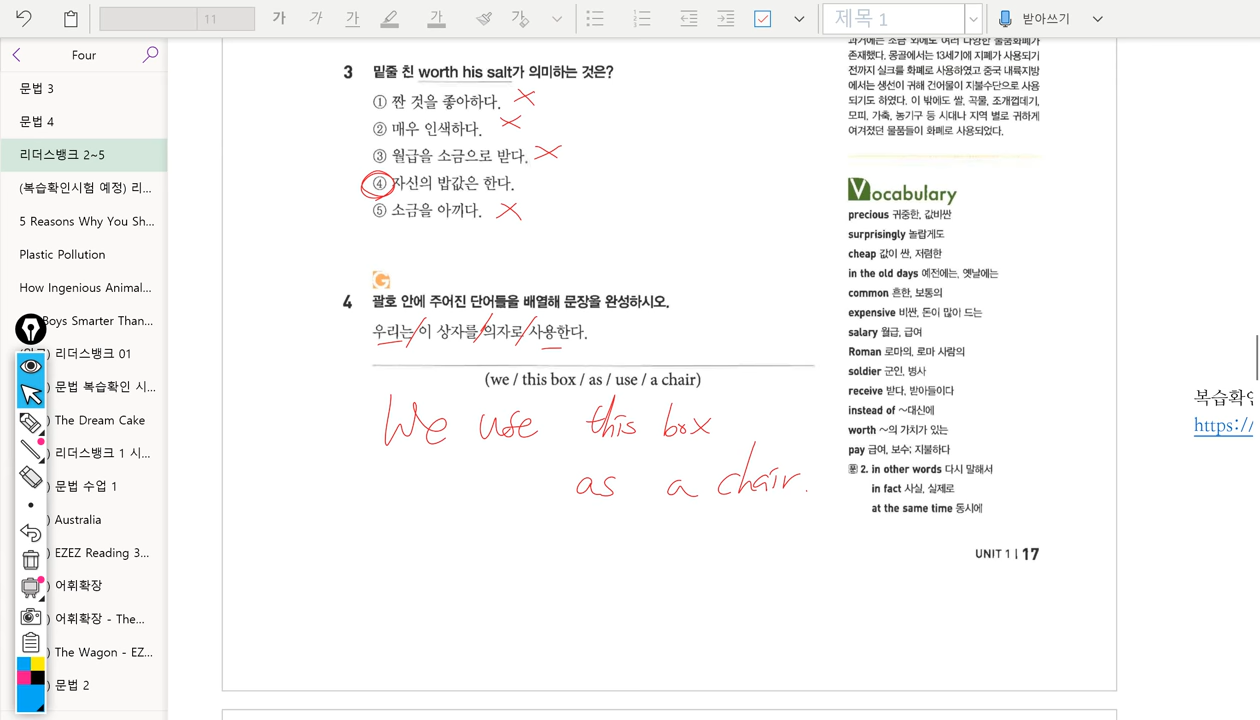 11
가 가 가 가 가
제목 1
받아쓰기
Four
문법 3
문법 4
리더스뱅크 2~5
(복습확인시험 예정) 리...
5 Reasons Why You Sh...
Plastic Pollution
How Ingenious Animal...
Boys Smarter Than...
) 리더스뱅크 01
) 문법 복습확인 시...
) The Dream Cake
) 리더스뱅크 1 시...
) 문법 수업 1
) Australia
) EZEZ Reading 3...
) 어휘확장
) 어휘확장 - The...
) The Wagon - EZ...
) 문법 2
3 밑줄 친 worth his salt가 의미하는 것은?
① 짠 것을 좋아하다.
② 매우 인색하다.
③ 월급을 소금으로 받다.
④ 자신의 밥값은 한다.
⑤ 소금을 아끼다.
G
4 괄호 안에 주어진 단어들을 배열해 문장을 완성하시오.
우리는 이 상자를 의자로 사용한다.
(we / this box / as / use / a chair)
We use this box
as a chair.
과거에는 소금 외에도 여러 다양한 물품화폐가
존재했다. 몽골에서는 13세기에 지폐가 사용되기
전까지 실크를 화폐로 사용하였고 중국 내륙지방
에서는 생선이 귀해 건어물이 지불수단으로 사용
되기도 하였다. 이 밖에도 쌀, 곡물, 조개껍데기,
모피, 가축, 농기구 등 시대나 지역 별로 귀하게
여겨졌던 물품들이 화폐로 사용되었다.
Vocabulary
precious 귀중한, 값비싼
surprisingly 놀랍게도
cheap 값이 싼, 저렴한
in the old days 예전에는, 옛날에는
common 흔한, 보통의
expensive 비싼, 돈이 많이 드는
salary 월급, 급여
Roman 로마의, 로마 사람의
soldier 군인, 병사
receive 받다, 받아들이다
instead of ~대신에
worth ~의 가치가 있는
pay 급여, 보수; 지불하다
2. in other words 다시 말해서
in fact 사실, 실제로
at the same time 동시에
UNIT 1 | 17
복습확인
https://